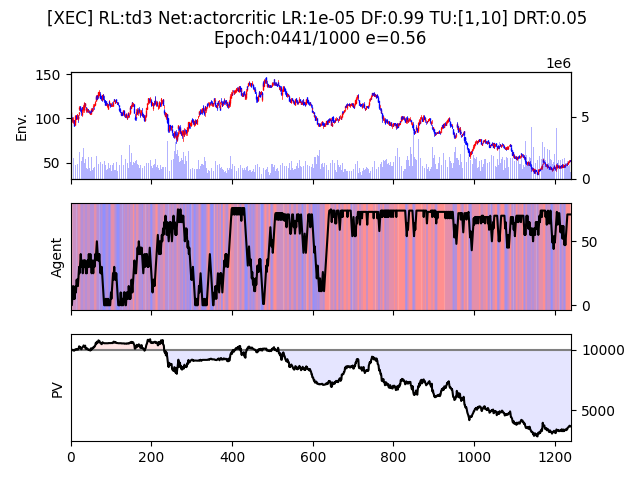 [XEC] RL:td3 Net:actorcritic LR:1e-05 DF:0.99 TU:[1,10] DRT:0.05
Epoch:0441/1000 e=0.56
1e6
150
100
50
Env.
5
0
Agent
50
0
PV
10000
5000
0 200 400 600 800 1000 1200